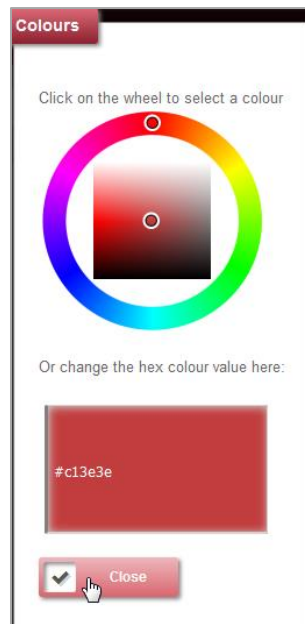 Colours
Click on the wheel to select a colour
Or change the hex colour value here:
#c13e3e
Close